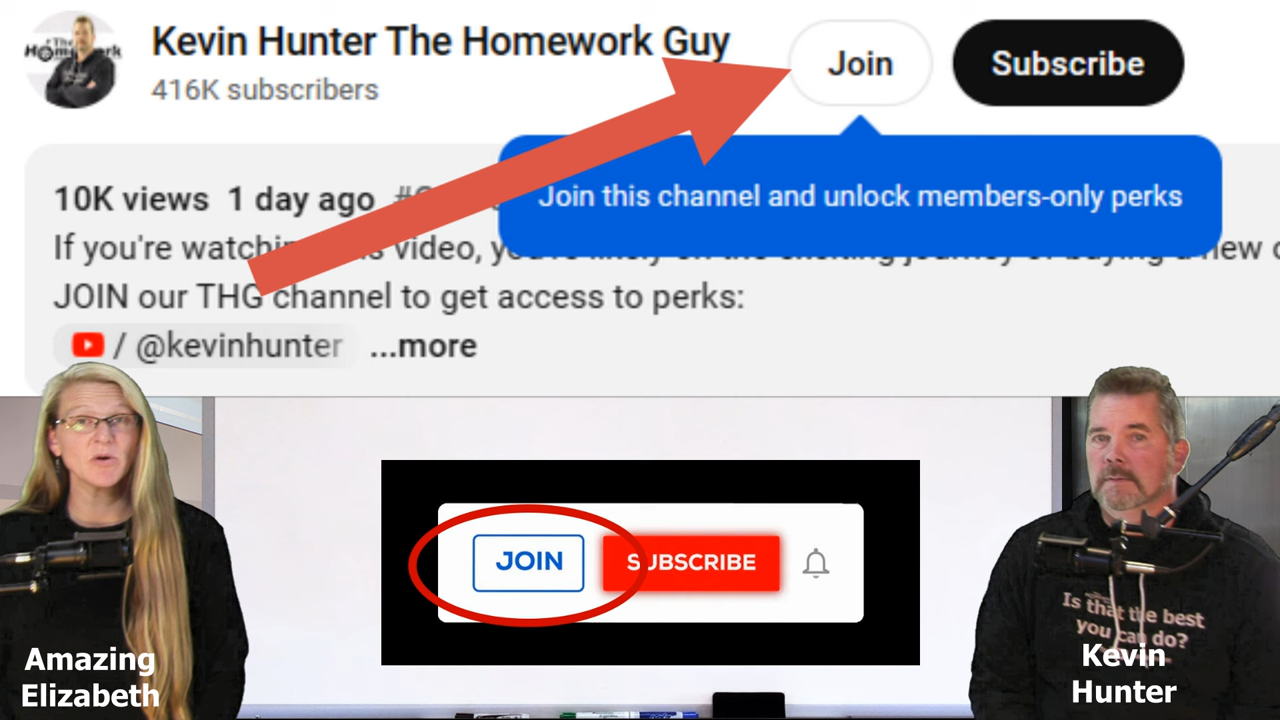 The
Kevin Hunter The Homework Guy
416K subscribers
Join
Subscribe
Join this channel and unlock members-only perks
10K views 1 day ago
If you're video,
JOIN our THG channel to get access to perks:
/ @kevinhunter ...more
JOIN
SUBSCRIBE
Is that the best
you can do?
Amazing
Elizabeth
Kevin
Hunter